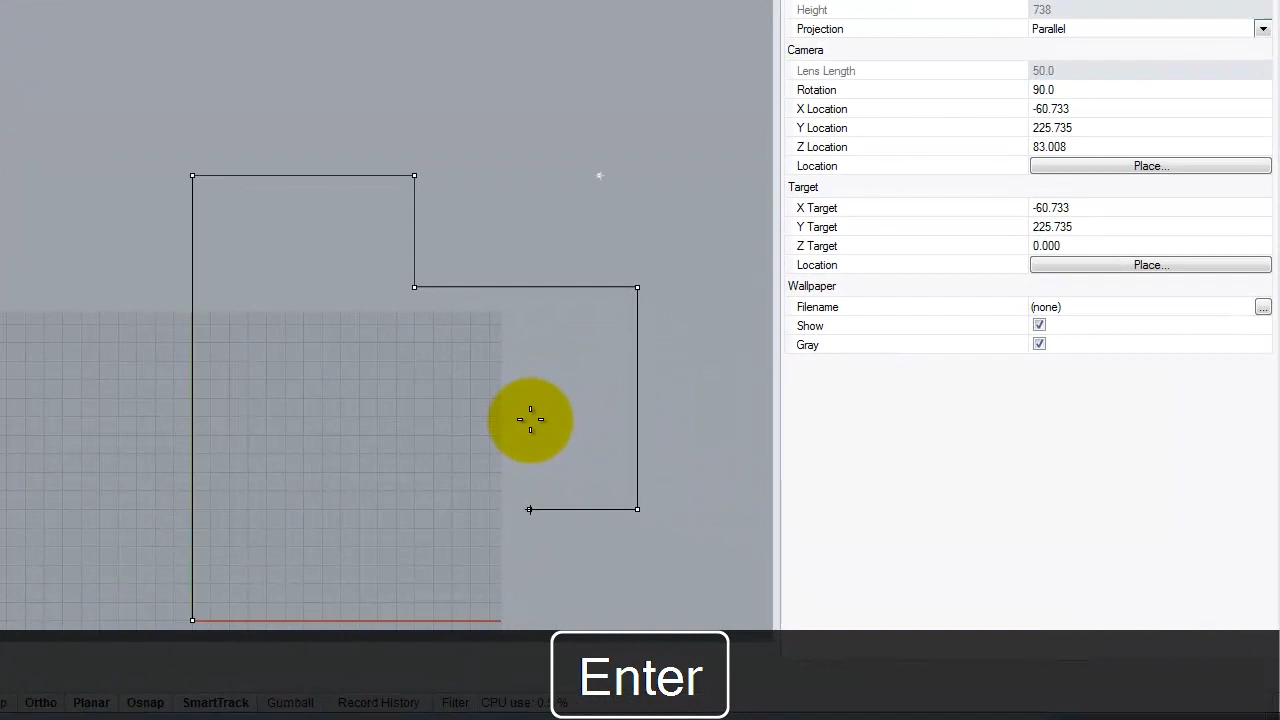 Height 738
Projection Parallel
Camera
Lens Length 50.0
Rotation 90.0
X Location -60.733
Y Location 225.735
Z Location 83.008
Location Place...
Target
X Target -60.733
Y Target 225.735
Z Target 0.000
Location Place...
Wallpaper
Filename (none) ...
Show
Gray
Enter
Ortho Planar Osnap SmartTrack Gumball Record History Filter CPU use: 0.